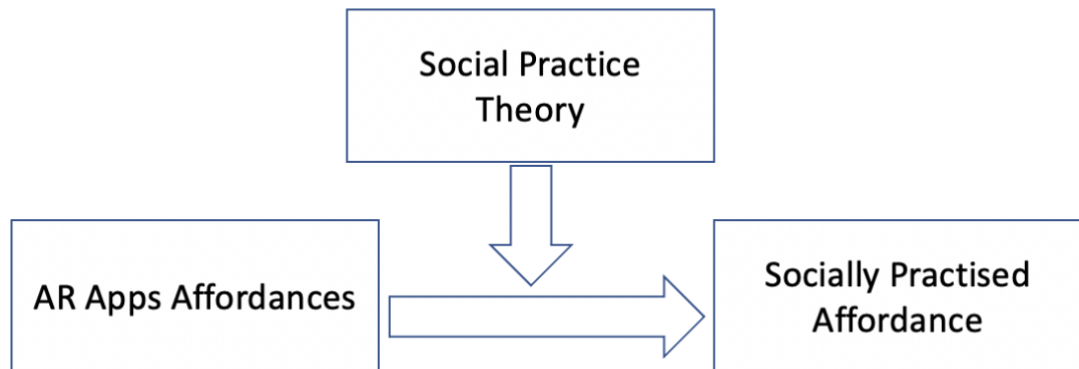 Social Practice
Theory
AR Apps Affordances
Socially Practised
Affordance